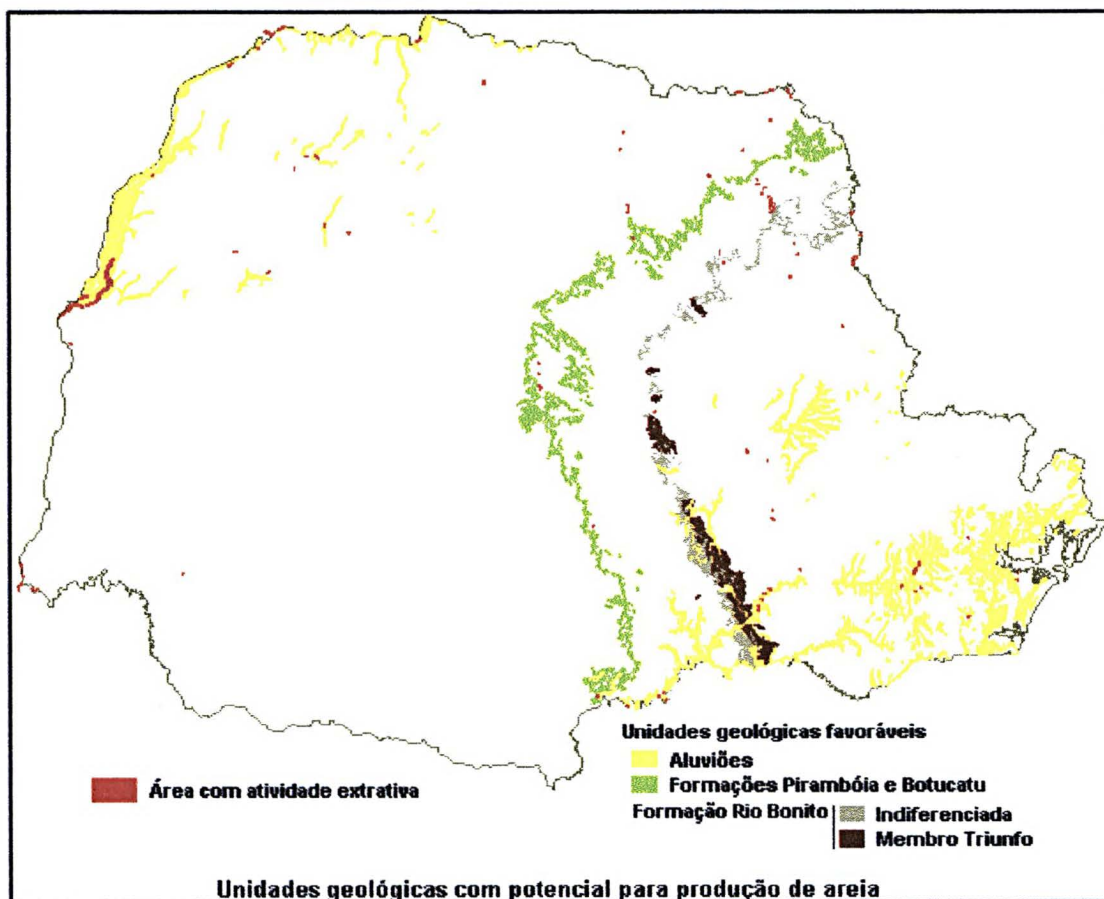 Unidades geológicas favoráveis
Aluviões
Formações Pirambóia e Botucatu
Área com atividade extrativa
Formação Rio Bonito
Indiferenciada
Membro Triunfo
Unidades geológicas com potencial para produção de areia